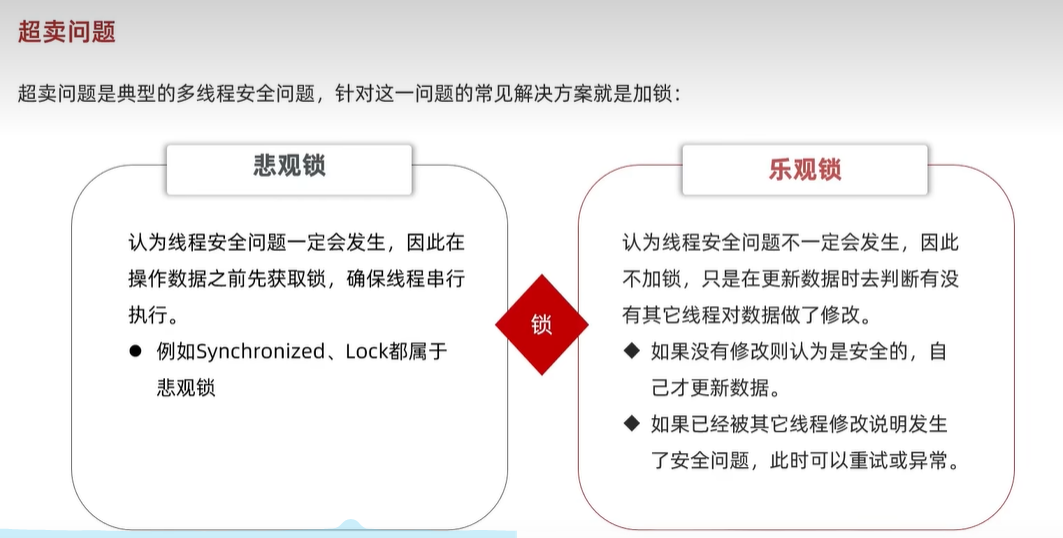 超卖问题
超卖问题是典型的多线程安全问题，针对这一问题的常见解决方案就是加锁：
悲观锁
认为线程安全问题一定会发生，因此在
操作数据之前先获取锁，确保线程串行
执行。
● 例如Synchronized、Lock都属于
悲观锁
锁
乐观锁
认为线程安全问题不一定会发生，因此
不加锁，只是在更新数据时去判断有没
有其它线程对数据做了修改。
◆ 如果没有修改则认为是安全的，自
己才更新数据。
◆ 如果已经被其它线程修改说明发生
了安全问题，此时可以重试或异常。